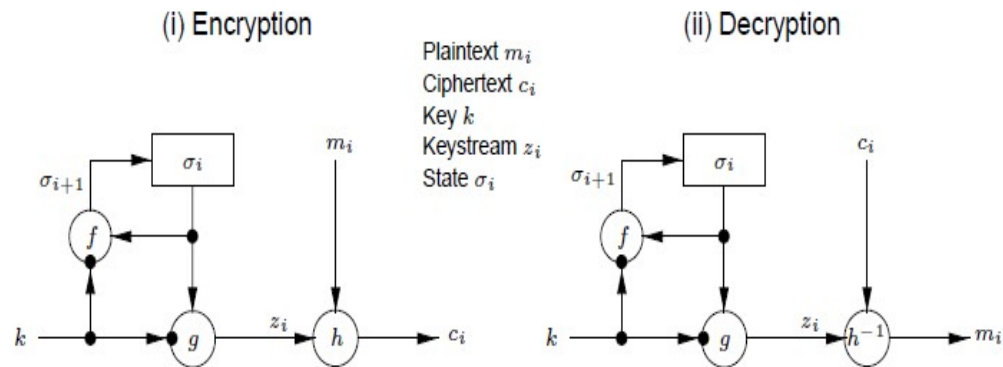 (i) Encryption
(ii) Decryption
Plaintext m_i
Ciphertext c_i
Key k
Keystream z_i
State σ_i
σ_i
m_i
σ_{i+1}
f
k
g
z_i
h
c_i
σ_i
c_i
σ_{i+1}
f
k
g
z_i
h^{-1}
m_i